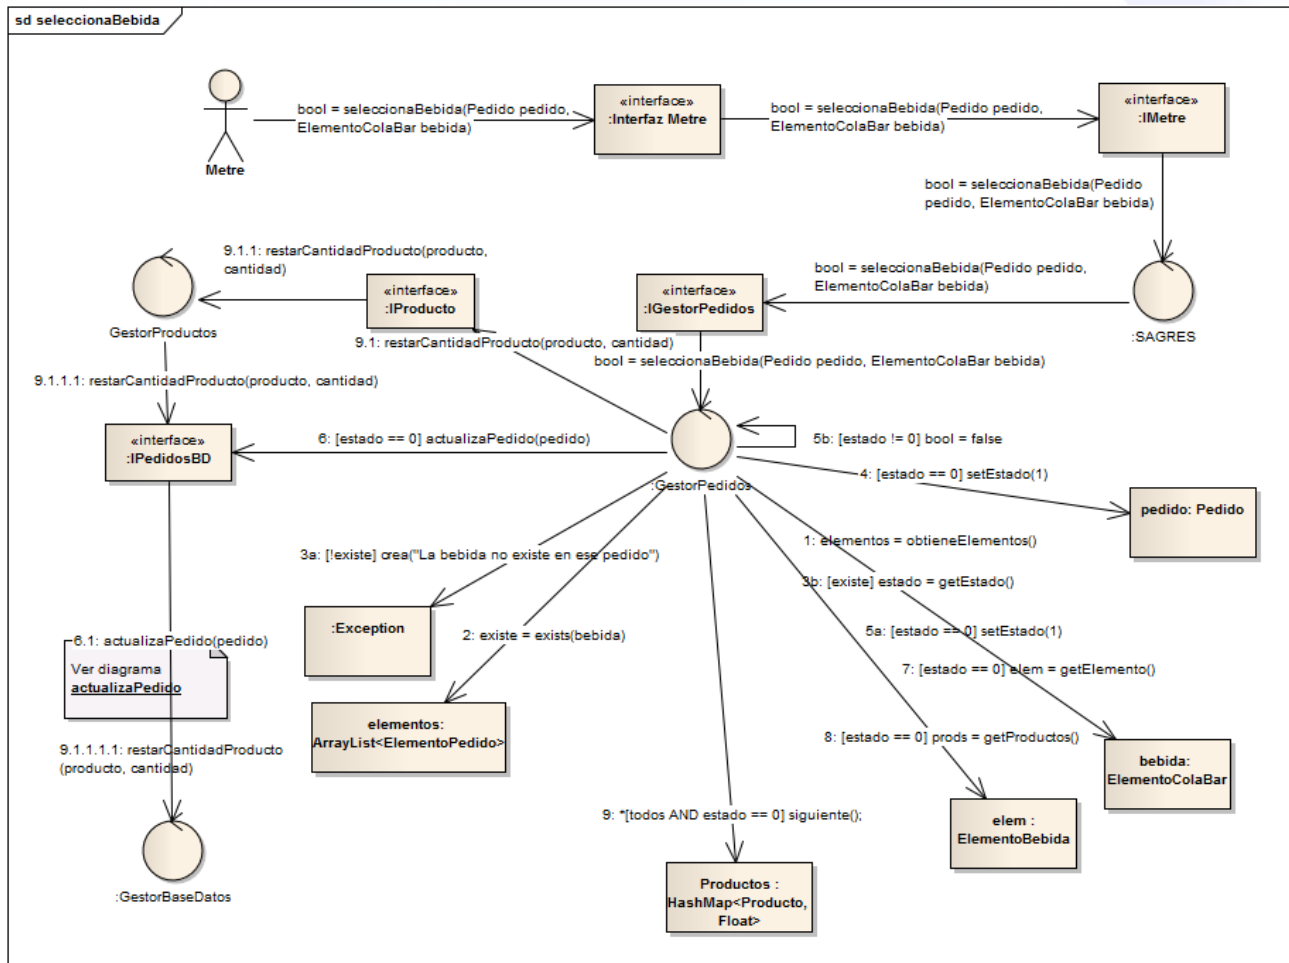 sd seleccionaBebida
bool = seleccionaBebida(Pedido pedido,
ElementoColaBar bebida)
Metre
«interface»
:Interfaz Metre
bool = seleccionaBebida(Pedido pedido,
ElementoColaBar bebida)
«interface»
:IMetre
bool = seleccionaBebida(Pedido
pedido, ElementoColaBar bebida)
9.1.1: restarCantidadProducto(producto,
cantidad)
GestorProductos
«interface»
:IProducto
«interface»
:IGestorPedidos
bool = seleccionaBebida(Pedido pedido,
ElementoColaBar bebida)
:SAGRES
9.1: restarCantidadProducto(producto, cantidad)
bool = seleccionaBebida(Pedido pedido, ElementoColaBar bebida)
9.1.1.1: restarCantidadProducto(producto, cantidad)
«interface»
:IPedidosBD
6: [estado == 0] actualizaPedido(pedido)
5b: [estado != 0] bool = false
:GestorPedidos
4: [estado == 0] setEstado(1)
pedido: Pedido
1: elementos = obtieneElementos()
3a: [!existe] crea("La bebida no existe en ese pedido")
3b: [existe] estado = getEstado()
:Exception
2: existe = exists(bebida)
5a: [estado == 0] setEstado(1)
6.1: actualizaPedido(pedido)
Ver diagrama
actualizaPedido
7: [estado == 0] elem = getElemento()
elementos:
ArrayList<ElementoPedido>
8: [estado == 0] prods = getProductos()
9.1.1.1.1: restarCantidadProducto
(producto, cantidad)
bebida:
ElementoColaBar
9: *[todos AND estado == 0] siguiente();
elem :
ElementoBebida
:GestorBaseDatos
Productos :
HashMap<Producto,
Float>